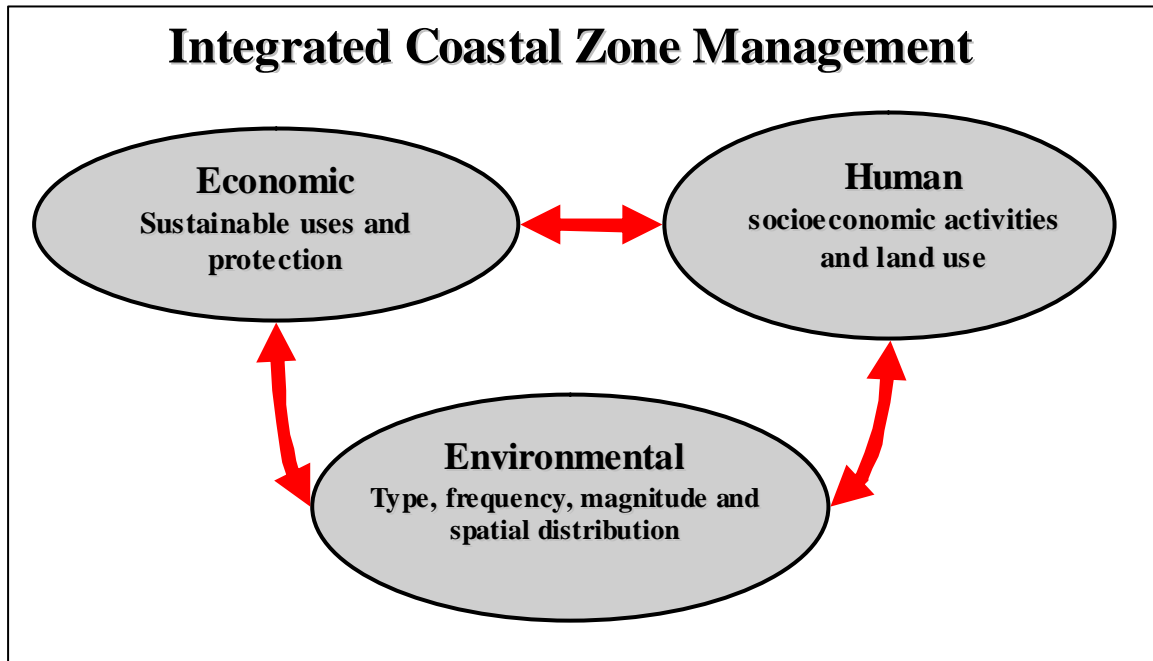 Integrated Coastal Zone Management
Economic
Sustainable uses and
protection
Human
socioeconomic activities
and land use
Environmental
Type, frequency, magnitude and
spatial distribution